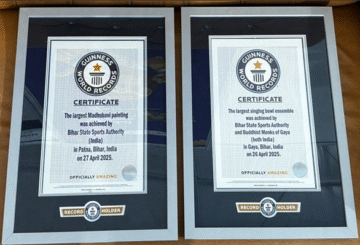 GUINNESS WORLD RECORDS
CERTIFICATE
The largest Madhubani painting
was achieved by
Bihar State Sports Authority
(India)
in Patna, Bihar, India
on 27 April 2025.
OFFICIALLY AMAZING
RECORD HOLDER
GUINNESS WORLD RECORDS
CERTIFICATE
The largest singing bowl ensemble
was achieved by
Bihar State Sports Authority
and Buddhist Monks of Gaya
(both India)
in Gaya, Bihar, India
on 26 April 2025.
OFFICIALLY AMAZING
RECORD HOLDER